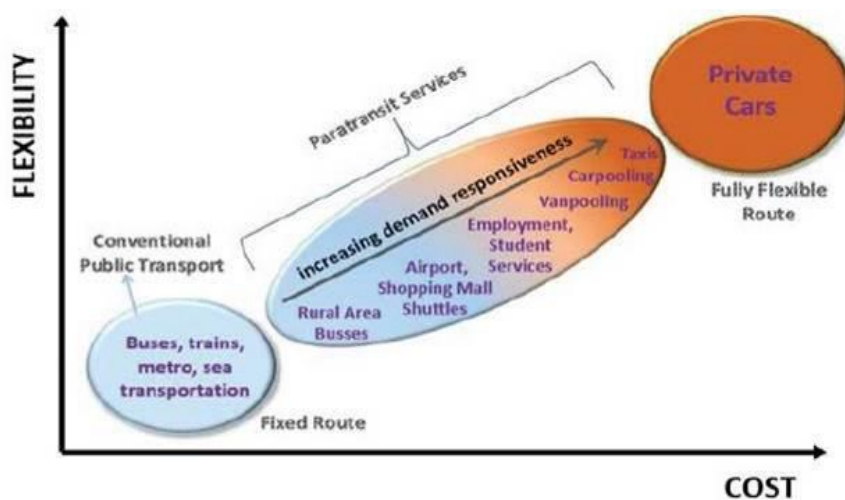 FLEXIBILITY
Private
Cars
Fully Flexible
Route
Paratransit Services
increasing demand responsiveness
Taxis
Carpooling
Vanpooling
Employment,
Student
Services
Airport,
Shopping Mall
Shuttles
Rural Area
Busses
Conventional
Public Transport
Buses, trains,
metro, sea
transportation
Fixed Route
COST